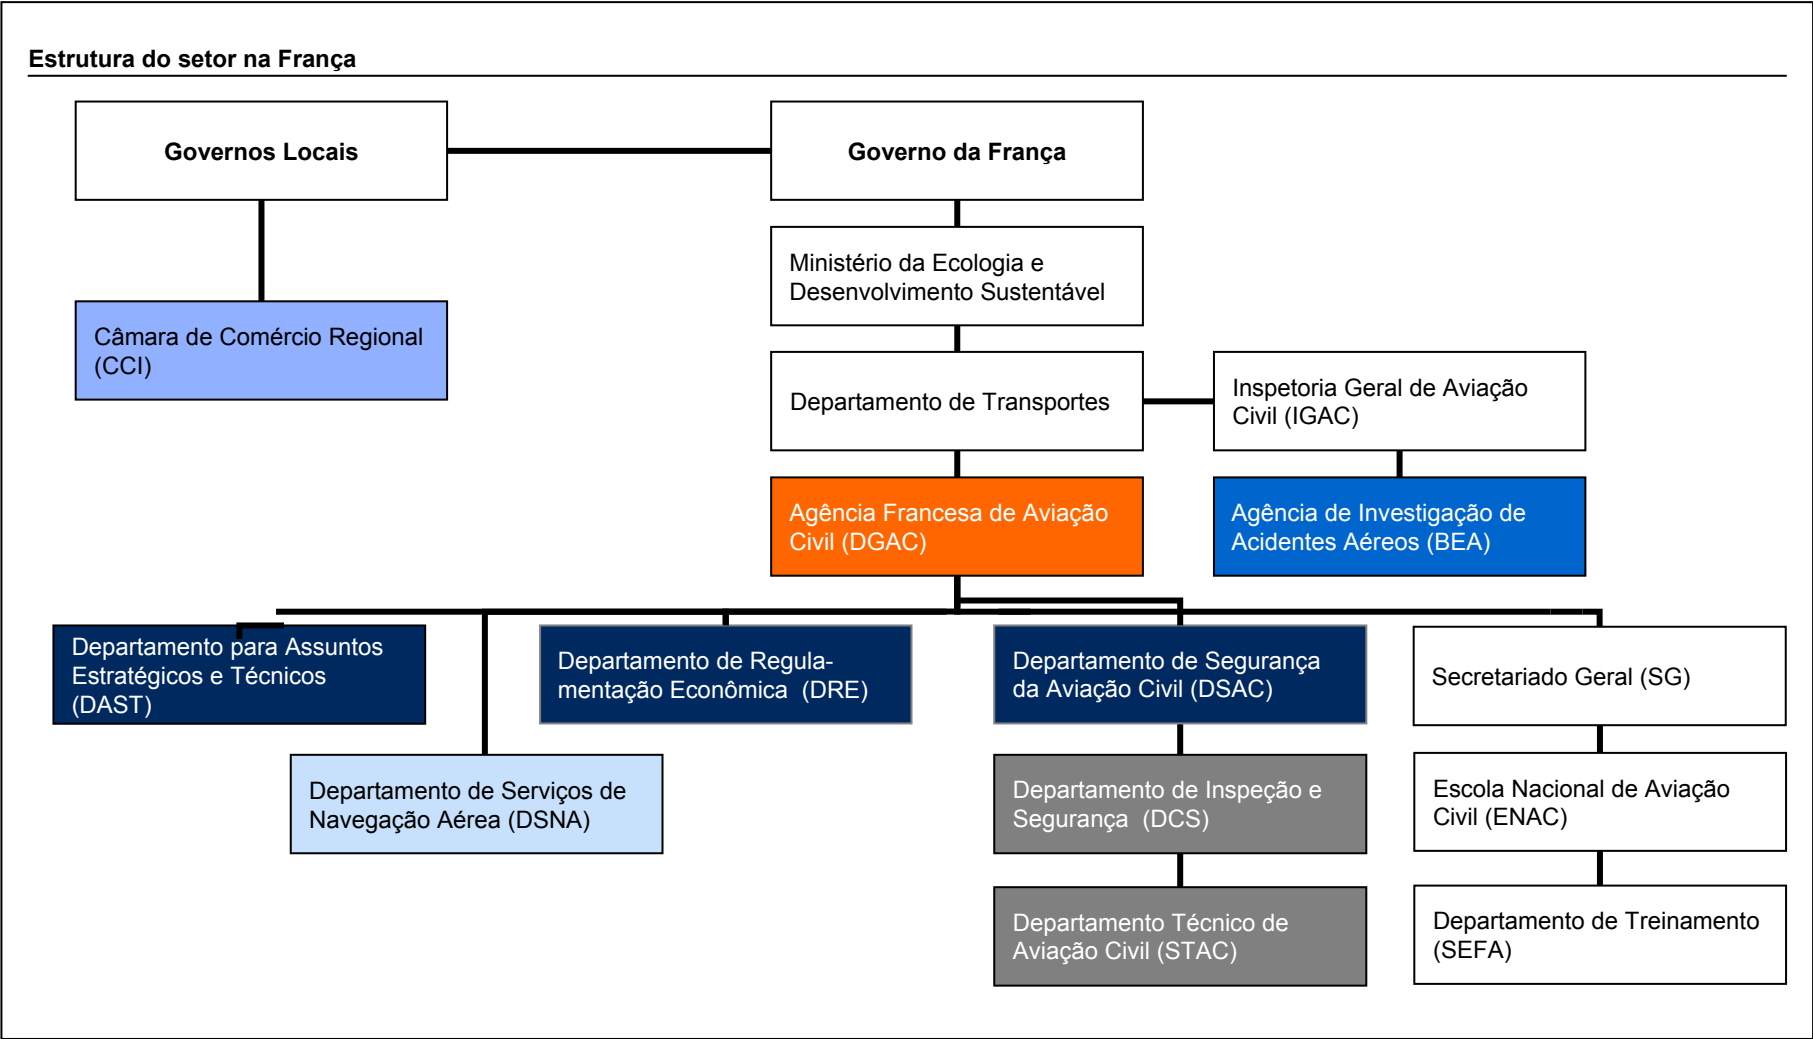 Estrutura do setor na França
Governos Locais
Governo da França
Ministério da Ecologia e
Desenvolvimento Sustentável
Câmara de Comércio Regional
(CCI)
Departamento de Transportes
Inspetoria Geral de Aviação
Civil (IGAC)
Agência Francesa de Aviação
Civil (DGAC)
Agência de Investigação de
Acidentes Aéreos (BEA)
Departamento para Assuntos
Estratégicos e Técnicos
(DAST)
Departamento de Regula-
mentação Econômica  (DRE)
Departamento de Segurança
da Aviação Civil (DSAC)
Secretariado Geral (SG)
Departamento de Serviços de
Navegação Aérea (DSNA)
Departamento de Inspeção e
Segurança  (DCS)
Escola Nacional de Aviação
Civil (ENAC)
Departamento Técnico de
Aviação Civil (STAC)
Departamento de Treinamento
(SEFA)